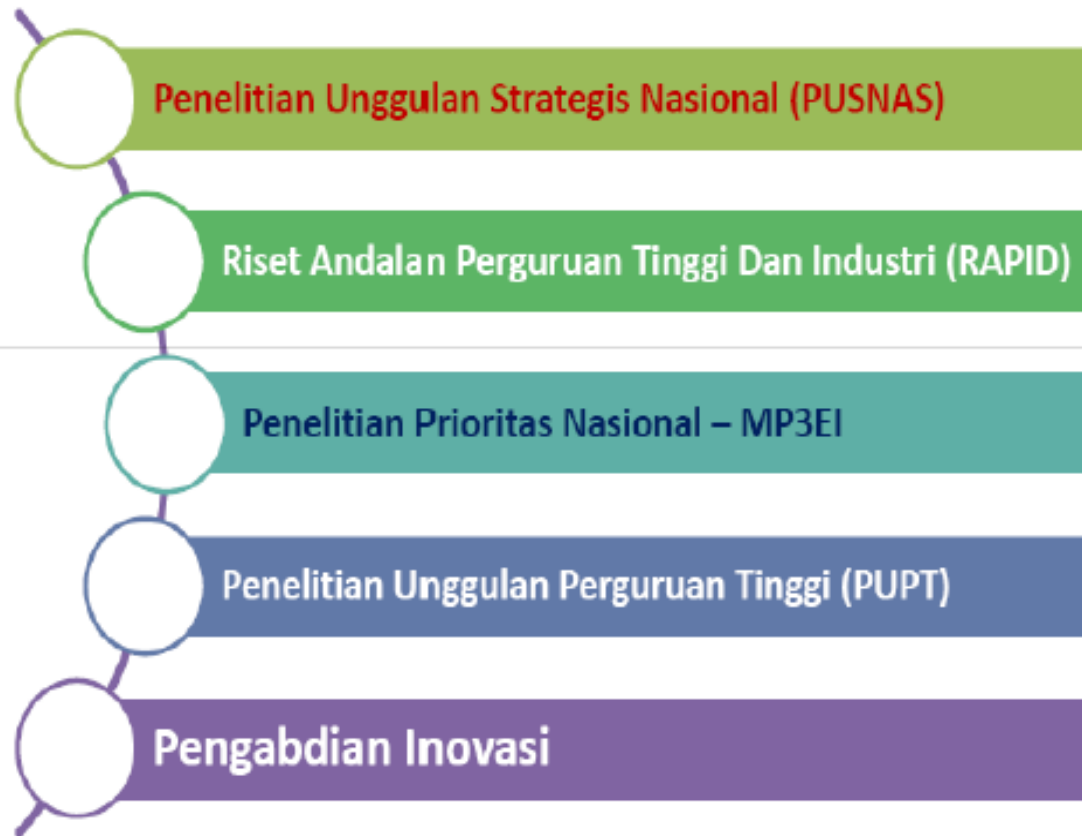 Penelitian Unggulan Strategis Nasional (PUSNAS)
Riset Andalan Perguruan Tinggi Dan Industri (RAPID)
Penelitian Prioritas Nasional – MP3EI
Penelitian Unggulan Perguruan Tinggi (PUPT)
Pengabdian Inovasi